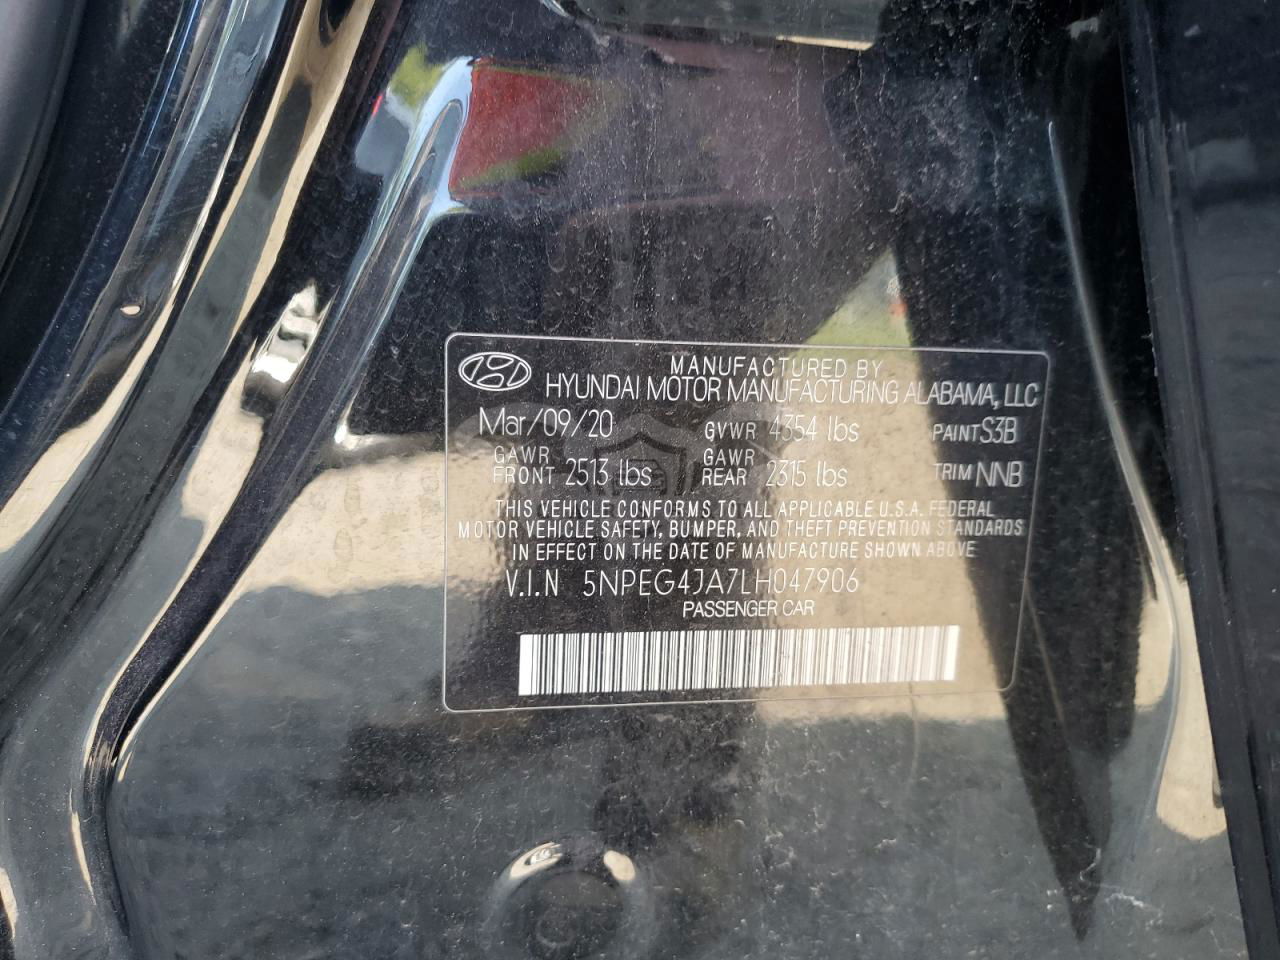 MANUFACTURED BY
HYUNDAI MOTOR MANUFACTURING ALABAMA, LLC
Mar/09/20 GVWR 4354 lbs PAINT S3B
GAWR FRONT 2513 lbs GAWR REAR 2315 lbs TRIM NNB
THIS VEHICLE CONFORMS TO ALL APPLICABLE U.S.A. FEDERAL
MOTOR VEHICLE SAFETY, BUMPER, AND THEFT PREVENTION STANDARDS
IN EFFECT ON THE DATE OF MANUFACTURE SHOWN ABOVE
V.I.N 5NPEG4JA7LH047906
PASSENGER CAR